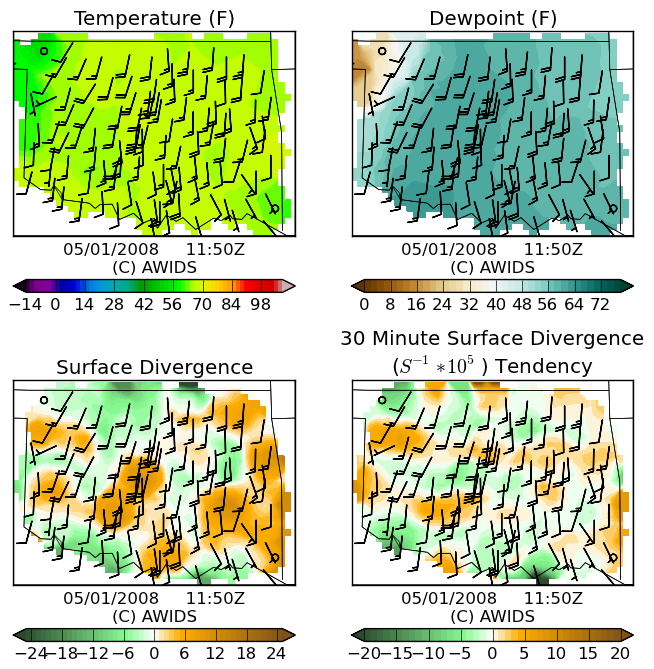 Temperature (F)
Dewpoint (F)
05/01/2008 11:50Z
(C) AWIDS
05/01/2008 11:50Z
(C) AWIDS
−14 0 14 28 42 56 70 84 98
0 8 16 24 32 40 48 56 64 72
30 Minute Surface Divergence
Surface Divergence
(S⁻¹ *10⁵ ) Tendency
05/01/2008 11:50Z
(C) AWIDS
05/01/2008 11:50Z
(C) AWIDS
−24 −18 −12 −6 0 6 12 18 24
−20 −15 −10 −5 0 5 10 15 20